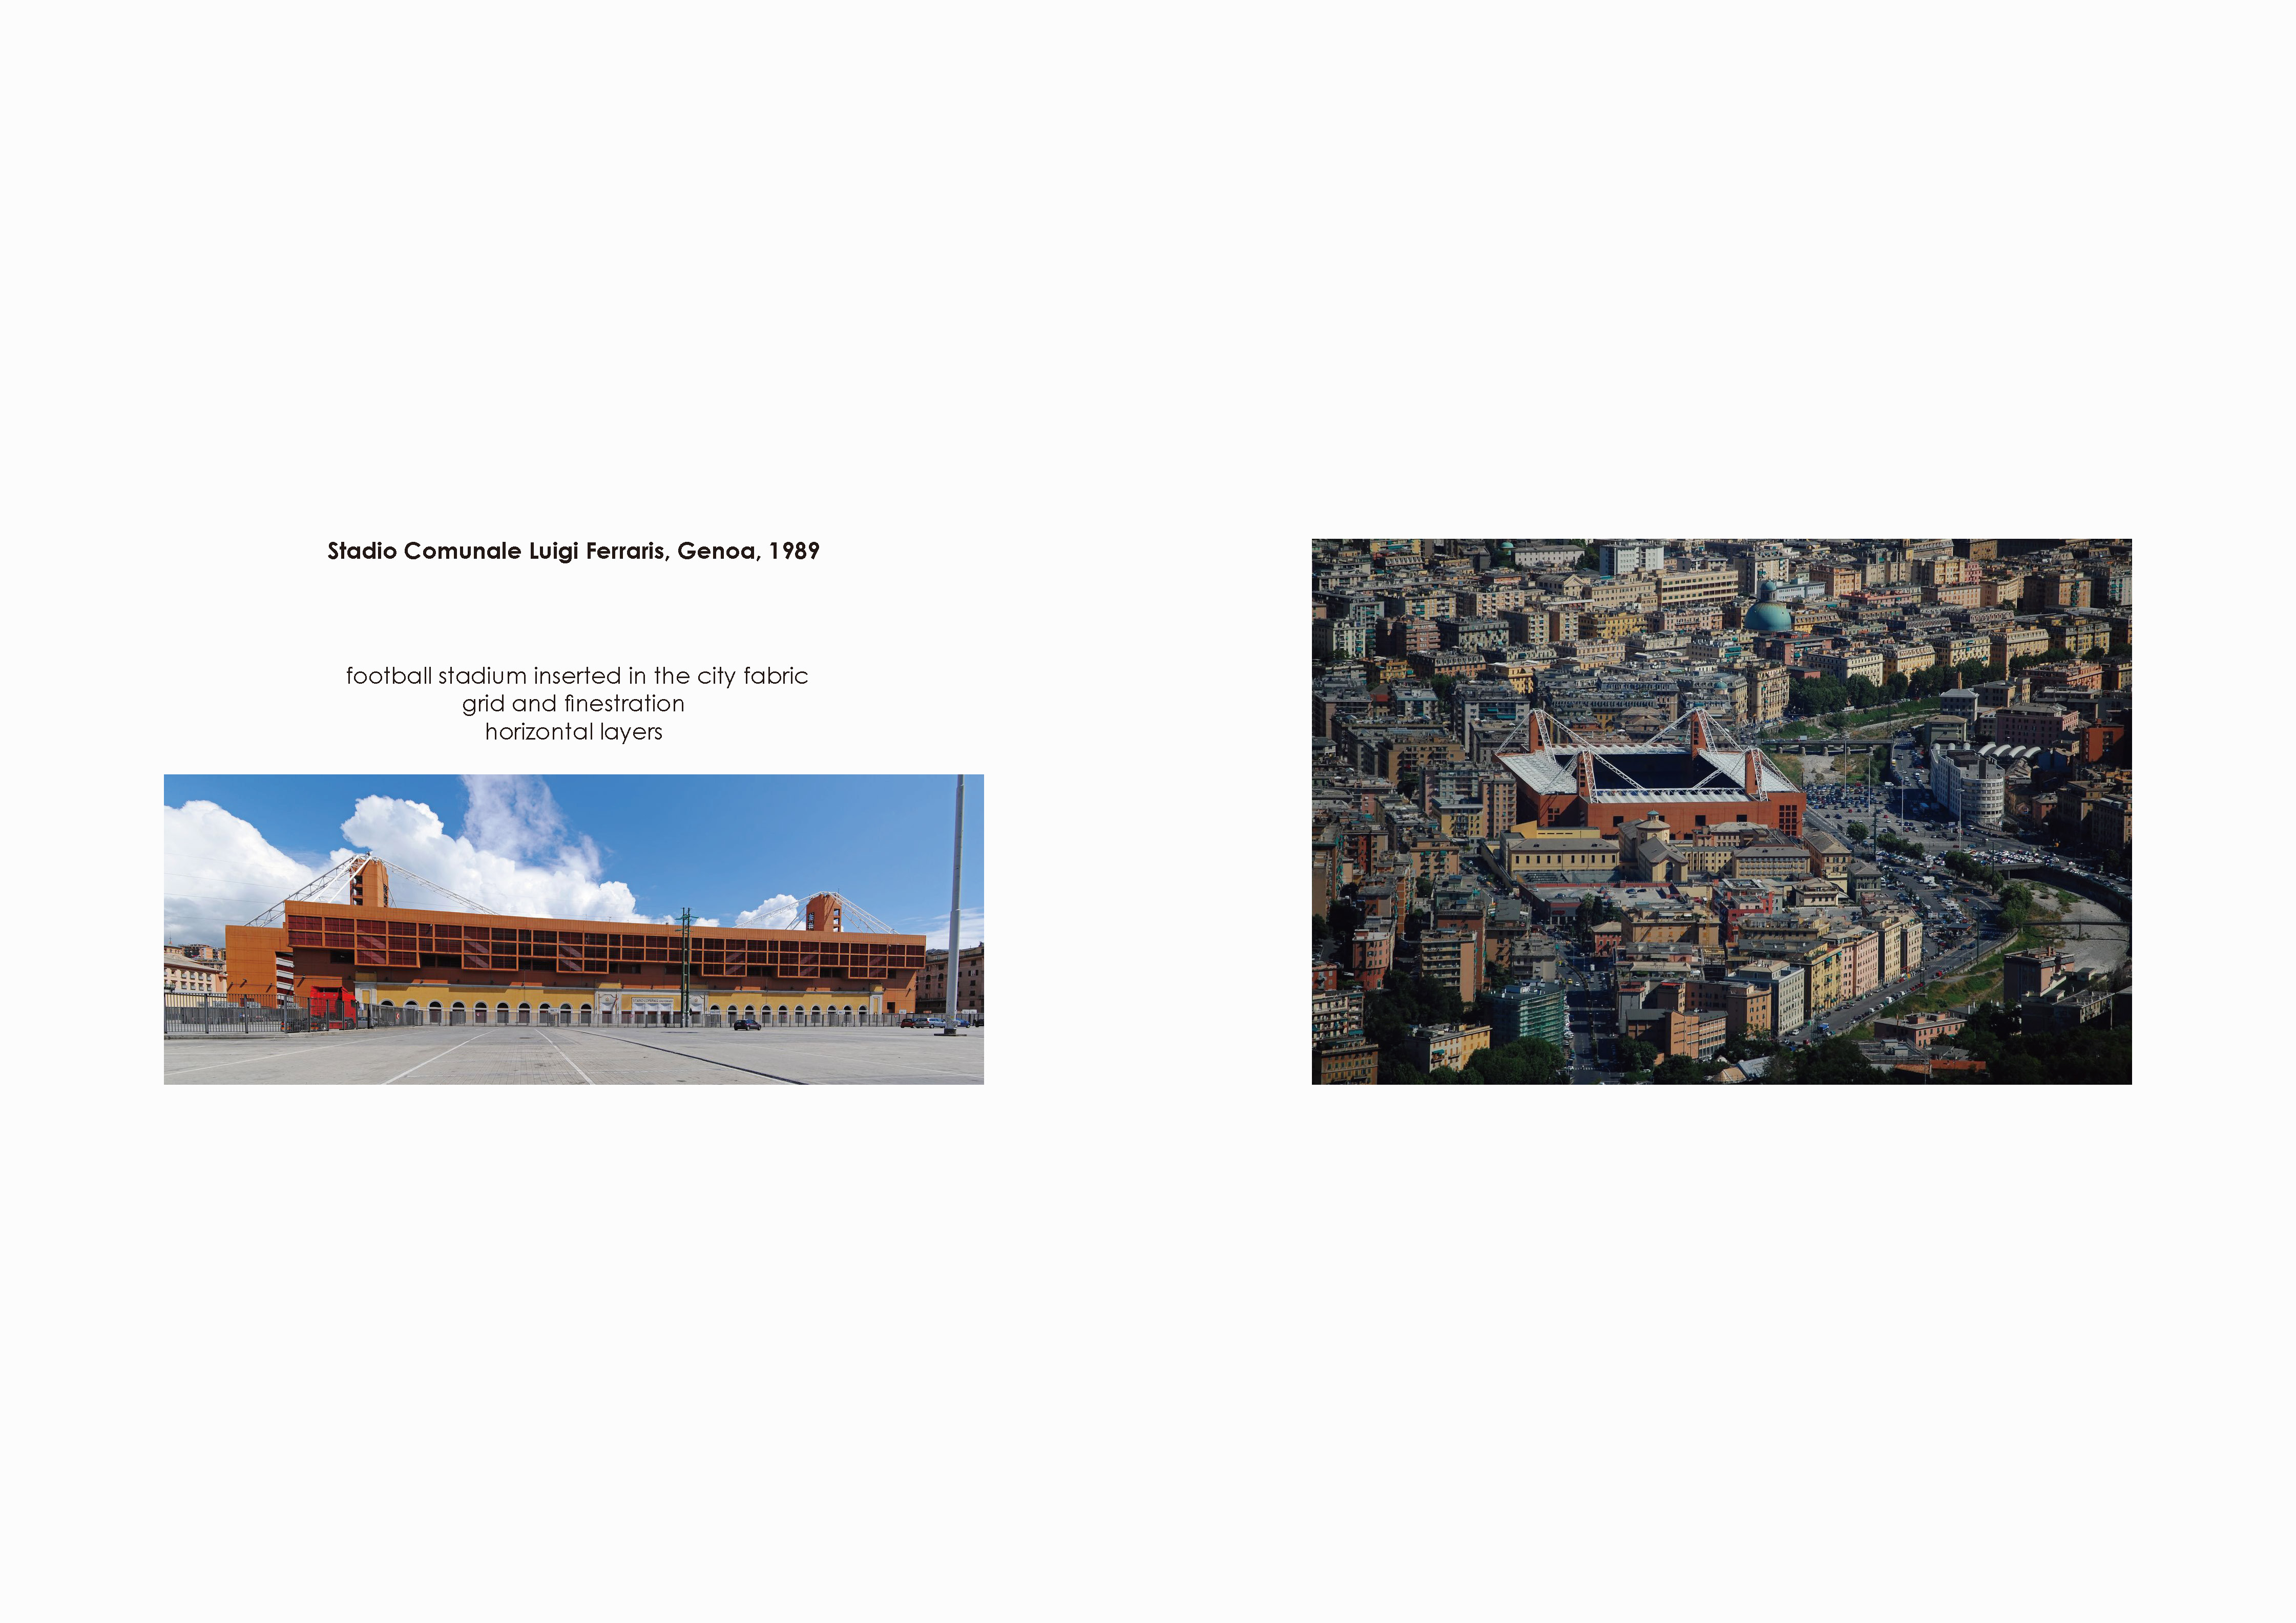 Stadio Comunale Luigi Ferraris, Genoa, 1989
football stadium inserted in the city fabric
grid and finestration
horizontal layers